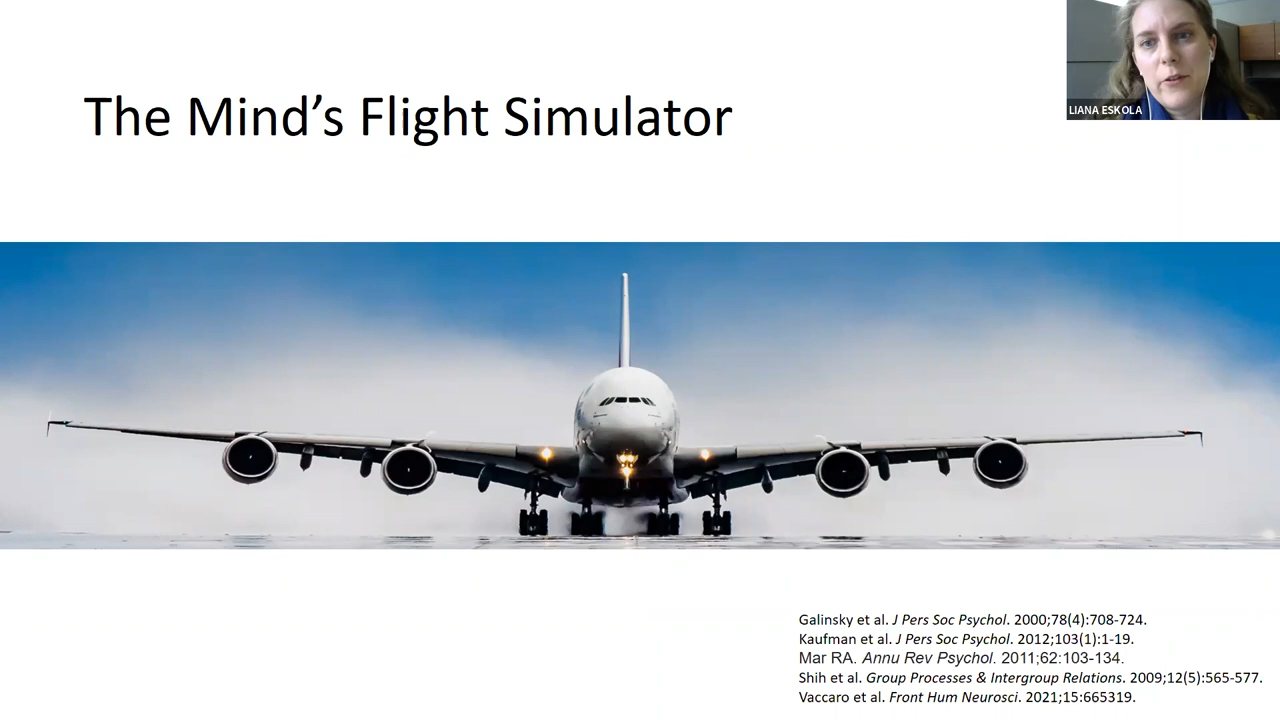 The Mind’s Flight Simulator
LIANA ESKOLA
Galinsky et al. J Pers Soc Psychol. 2000;78(4):708-724.
Kaufman et al. J Pers Soc Psychol. 2012;103(1):1-19.
Mar RA. Annu Rev Psychol. 2011;62:103-134.
Shih et al. Group Processes & Intergroup Relations. 2009;12(5):565-577.
Vaccaro et al. Front Hum Neurosci. 2021;15:665319.